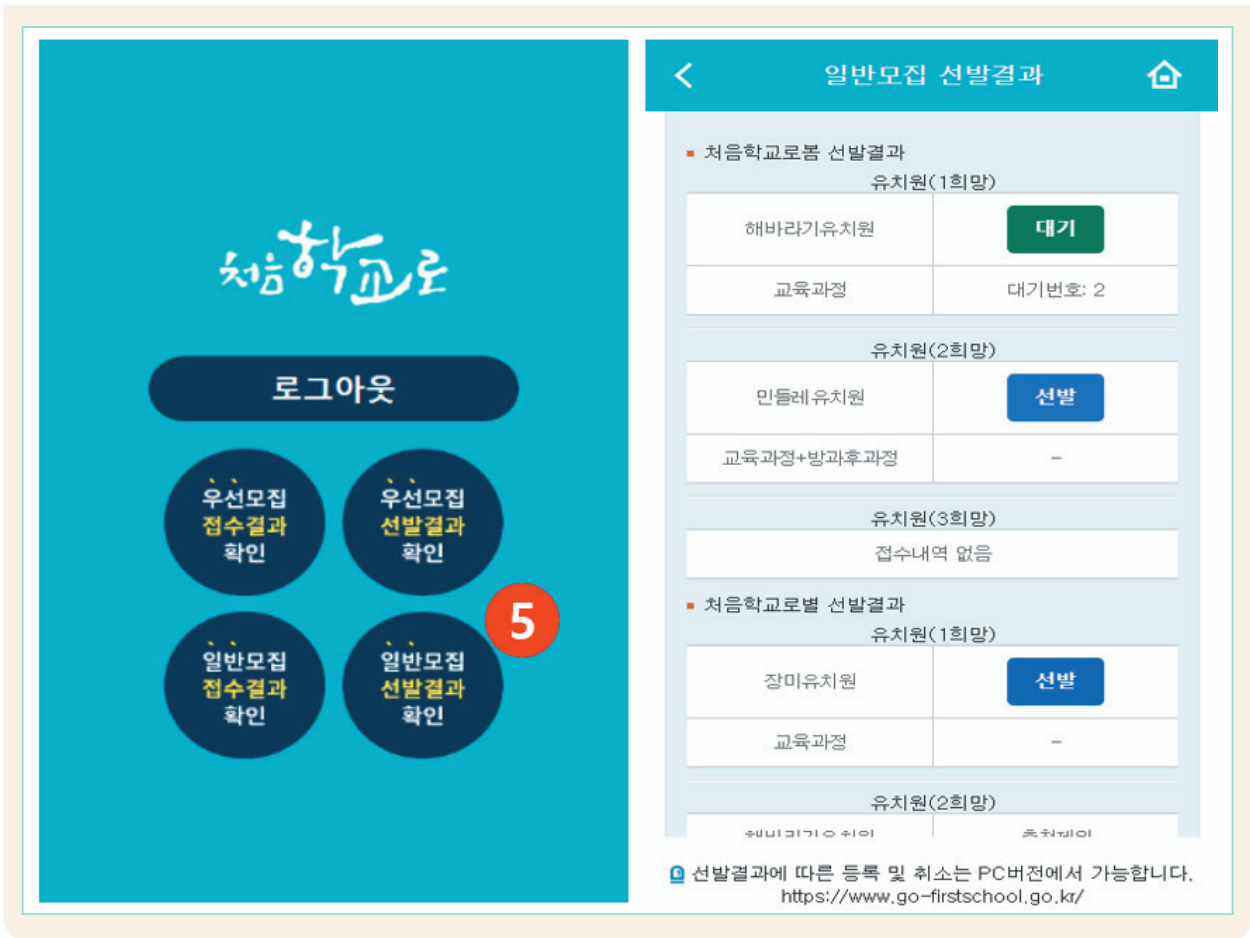 처음학교로
로그아웃
우선모집
접수결과
확인
우선모집
선발결과
확인
5
일반모집
접수결과
확인
일반모집
선발결과
확인
일반모집 선발결과
처음학교로봄 선발결과
유치원(1희망)
해바라기유치원 대기
교육과정 대기번호: 2
유치원(2희망)
민들레유치원 선발
교육과정+방과후과정 -
유치원(3희망)
접수내역 없음
처음학교로별 선발결과
유치원(1희망)
장미유치원 선발
교육과정 -
유치원(2희망)
선발결과에 따른 등록 및 취소는 PC버전에서 가능합니다.
https://www.go-firstschool.go.kr/